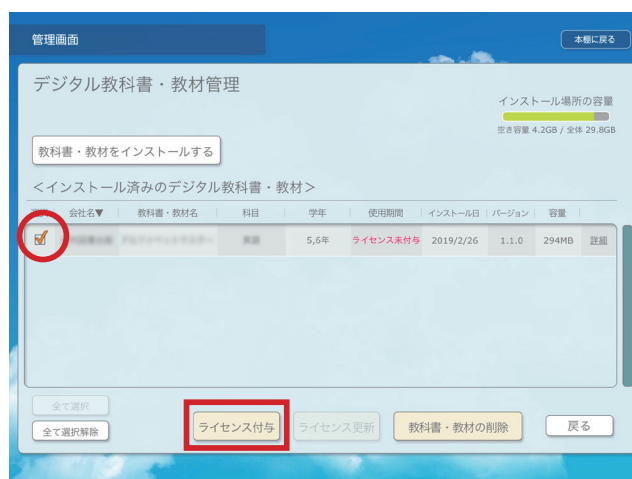 管理画面
本棚に戻る
デジタル教科書・教材管理
インストール場所の容量
空き容量 4.2GB / 全体 29.8GB
教科書・教材をインストールする
<インストール済みのデジタル教科書・教材>
会社名▼ 教科書・教材名 科目 学年 使用期間 インストール日 バージョン 容量
5,6年 ライセンス未付与 2019/2/26 1.1.0 294MB 詳細
全て選択
全て選択解除
ライセンス付与
ライセンス更新
教科書・教材の削除
戻る